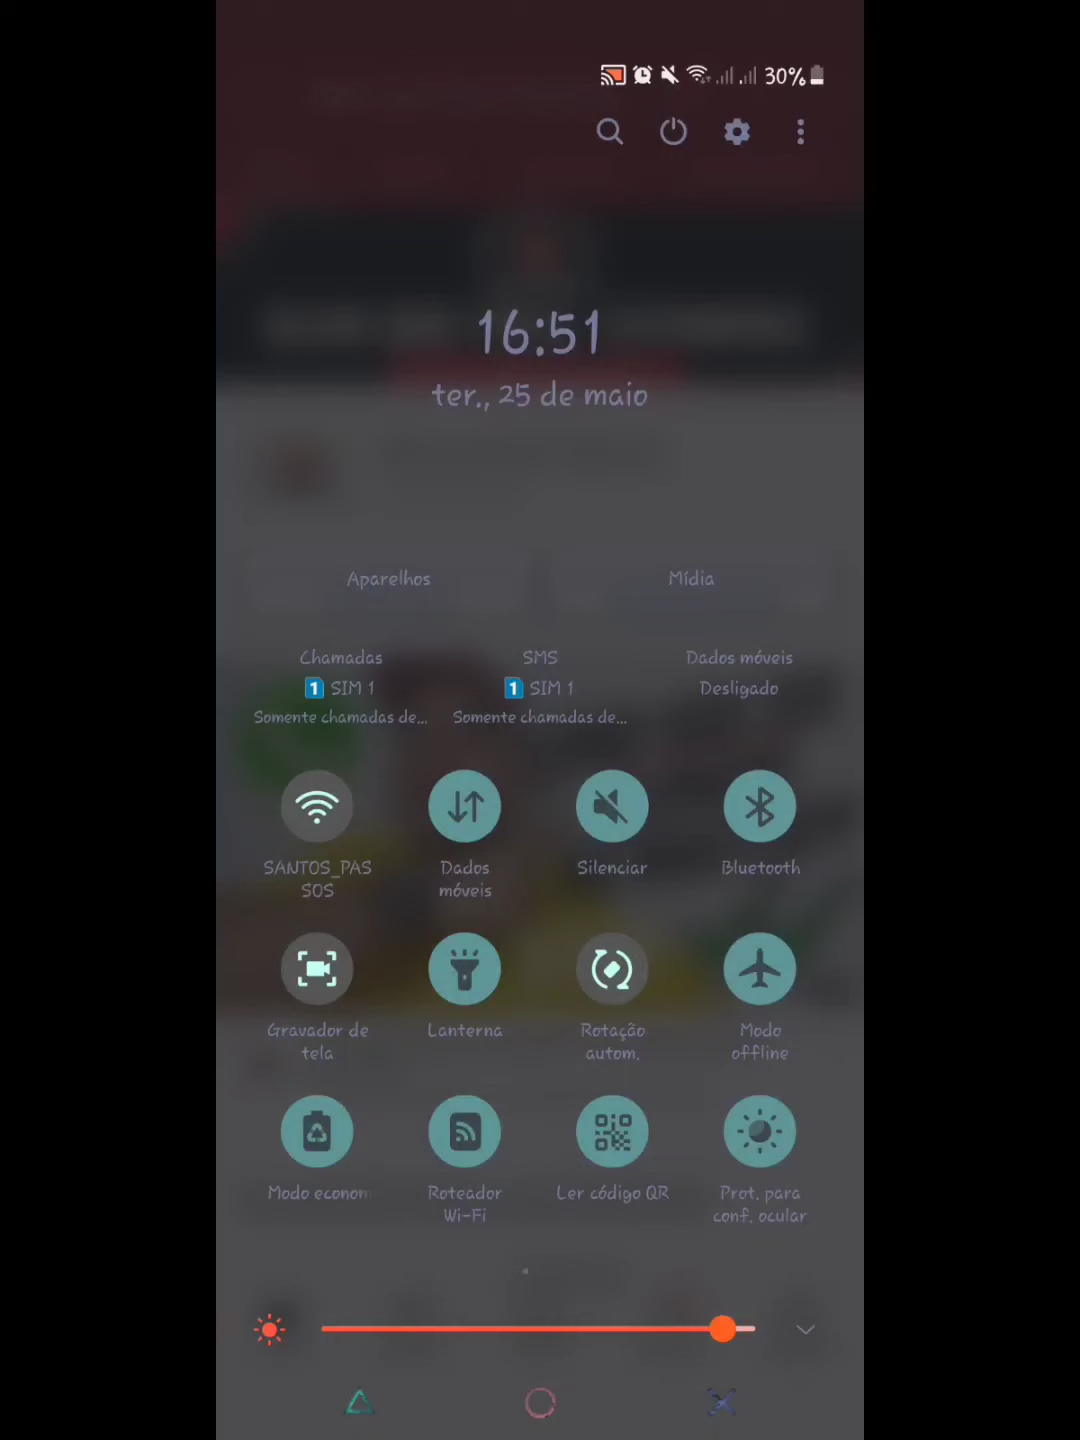 30%
16:51
ter., 25 de maio
Aparelhos
Mídia
Chamadas
1 SIM 1
Somente chamadas de...
SMS
1 SIM 1
Somente chamadas de...
Dados móveis
Desligado
SANTOS_PAS
SOS
Dados
móveis
Silenciar
Bluetooth
Gravador de
tela
Lanterna
Rotação
autom.
Modo
offline
Modo econom
Roteador
Wi-Fi
Ler código QR
Prot. para
conf. ocular